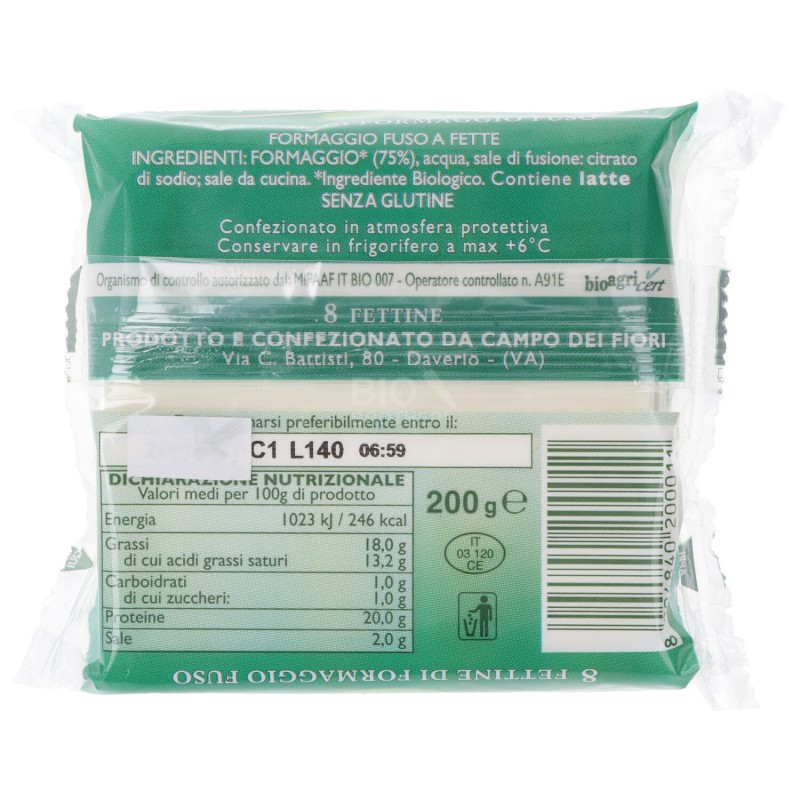 FORMAGGIO FUSO
FORMAGGIO FUSO A FETTE
INGREDIENTI: FORMAGGIO* (75%), acqua, sale di fusione: citrato
di sodio; sale da cucina. *Ingrediente Biologico. Contiene latte
SENZA GLUTINE
Confezionato in atmosfera protettiva
Conservare in frigorifero a max +6°C
Organismo di controllo autorizzato dal: MiPAAF IT BIO 007 - Operatore controllato n. A91E
bioagricert
8 FETTINE
PRODOTTO E CONFEZIONATO DA CAMPO DEI FIORI
Via C. Battisti, 80 - Daverio - (VA)
BIO
preferibilmente entro il:
C1 L140 06:59
DICHIARAZIONE NUTRIZIONALE
Valori medi per 100g di prodotto
Energia 1023 kJ / 246 kcal
Grassi 18,0 g
di cui acidi grassi saturi 13,2 g
Carboidrati 1,0 g
di cui zuccheri: 1,0 g
Proteine 20,0 g
Sale 2,0 g
200 g e
IT
03 120
CE
8 FETTINE DI FORMAGGIO FUSO